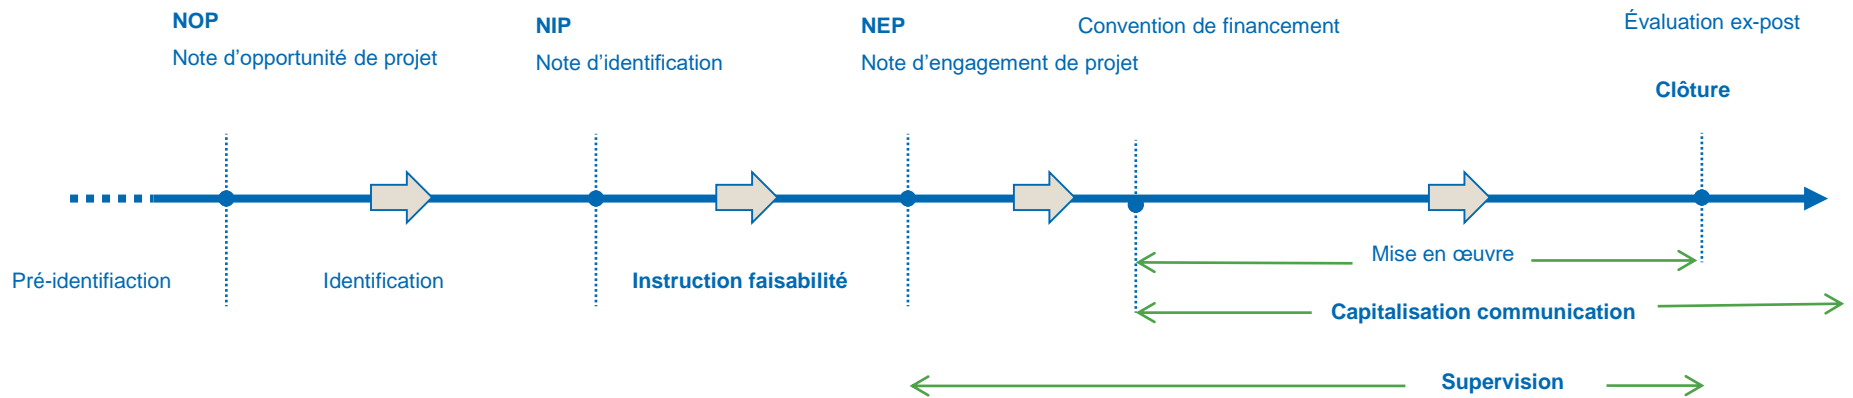 NOP
Note d'opportunité de projet
NIP
Note d'identification
NEP
Note d'engagement de projet
Convention de financement
Évaluation ex-post
Clôture
Pré-identifiaction
Identification
Instruction faisabilité
Mise en œuvre
Capitalisation communication
Supervision